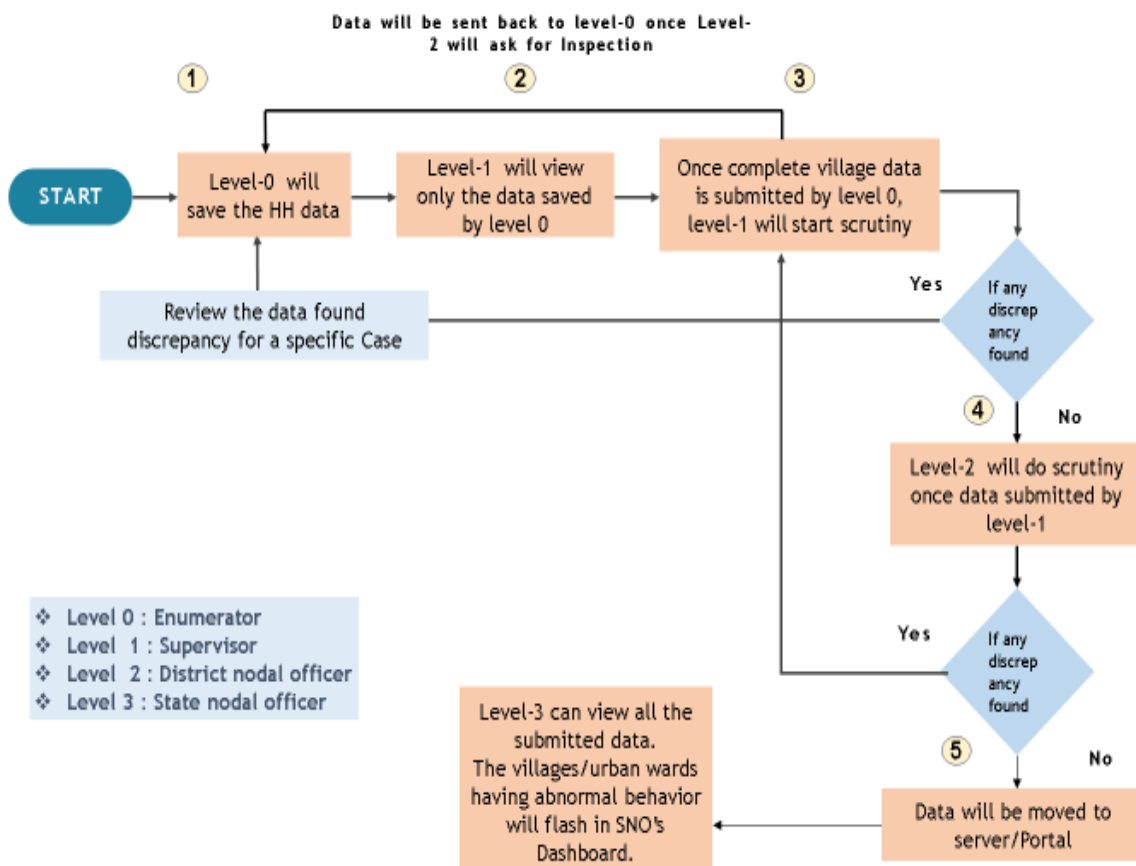 Data will be sent back to level-0 once Level-
2 will ask for Inspection
1
2
3
START
Level-0 will
save the HH data
Level-1 will view
only the data saved
by level 0
Once complete village data
is submitted by level 0,
level-1 will start scrutiny
Yes
If any
discrep
ancy
found
Review the data found
discrepancy for a specific Case
4
No
Level-2 will do scrutiny
once data submitted by
level-1
❖ Level 0 : Enumerator
❖ Level 1 : Supervisor
❖ Level 2 : District nodal officer
❖ Level 3 : State nodal officer
Yes
If any
discrep
ancy
found
5
No
Level-3 can view all the
submitted data.
The villages/urban wards
having abnormal behavior
will flash in SNO's
Dashboard.
Data will be moved to
server/Portal